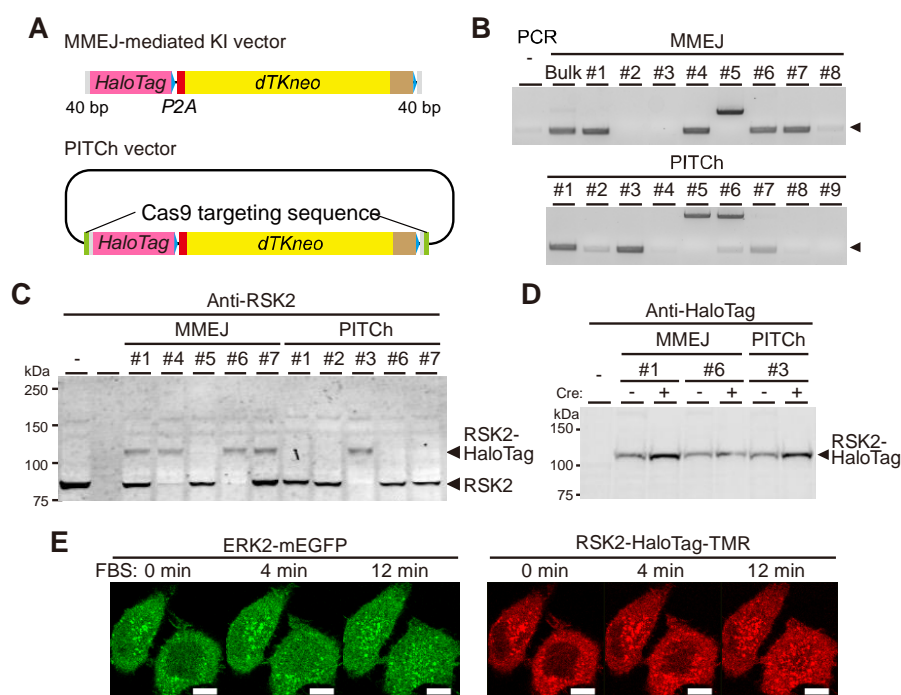 A
MMEJ-mediated KI vector
HaloTag
dTKneo
40 bp
P2A
40 bp
PITCh vector
Cas9 targeting sequence
HaloTag
dTKneo
B
PCR
MMEJ
- Bulk #1 #2 #3 #4 #5 #6 #7 #8
PITCh
#1 #2 #3 #4 #5 #6 #7 #8 #9
C
Anti-RSK2
MMEJ PITCh
- #1 #4 #5 #6 #7 #1 #2 #3 #6 #7
kDa
250
150
100
75
RSK2-
HaloTag
RSK2
D
Anti-HaloTag
MMEJ PITCh
- #1 #6 #3
Cre: - + - + - +
kDa
150
100
75
RSK2-
HaloTag
E
ERK2-mEGFP
FBS: 0 min 4 min 12 min
RSK2-HaloTag-TMR
0 min 4 min 12 min